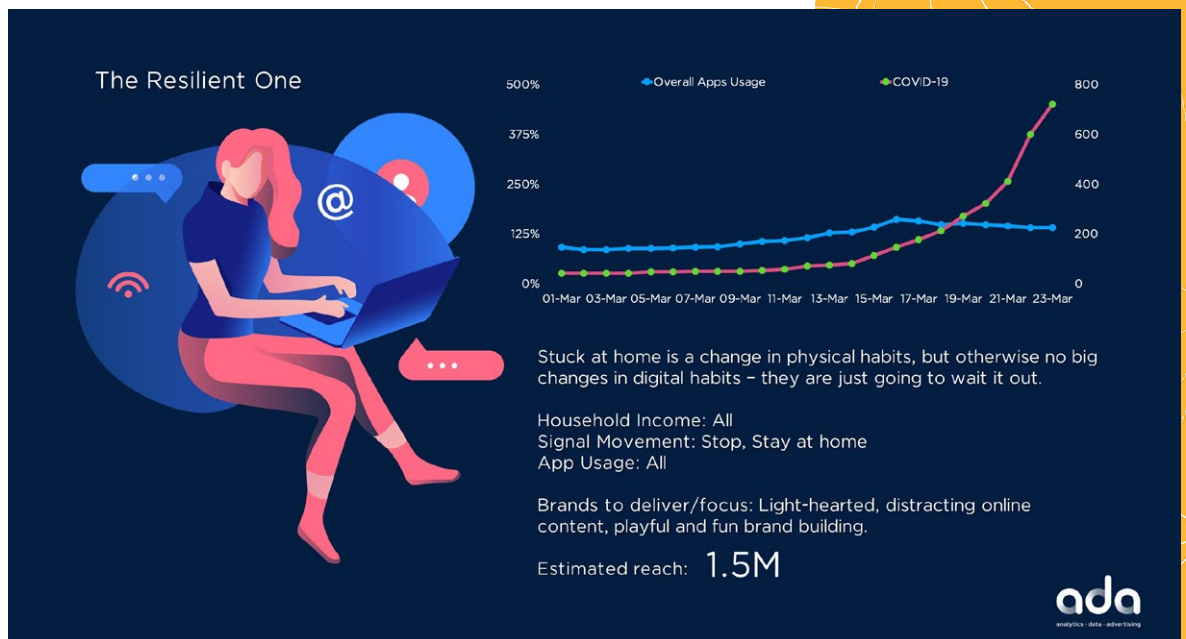 The Resilient One
Overall Apps Usage
COVID-19
500%
375%
250%
125%
0%
800
600
400
200
0
01-Mar 03-Mar 05-Mar 07-Mar 09-Mar 11-Mar 13-Mar 15-Mar 17-Mar 19-Mar 21-Mar 23-Mar
@
Stuck at home is a change in physical habits, but otherwise no big
changes in digital habits – they are just going to wait it out.
Household Income: All
Signal Movement: Stop, Stay at home
App Usage: All
Brands to deliver/focus: Light-hearted, distracting online
content, playful and fun brand building.
Estimated reach: 1.5M
ada
analytics · data · advertising